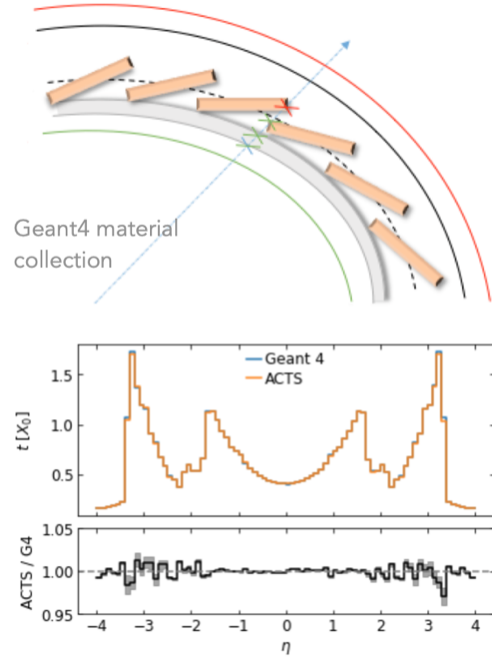 Geant4 material
collection
Geant 4
ACTS
t [X₀]
1.5
1.0
0.5
ACTS / G4
1.05
1.00
0.95
−4 −3 −2 −1 0 1 2 3 4
η